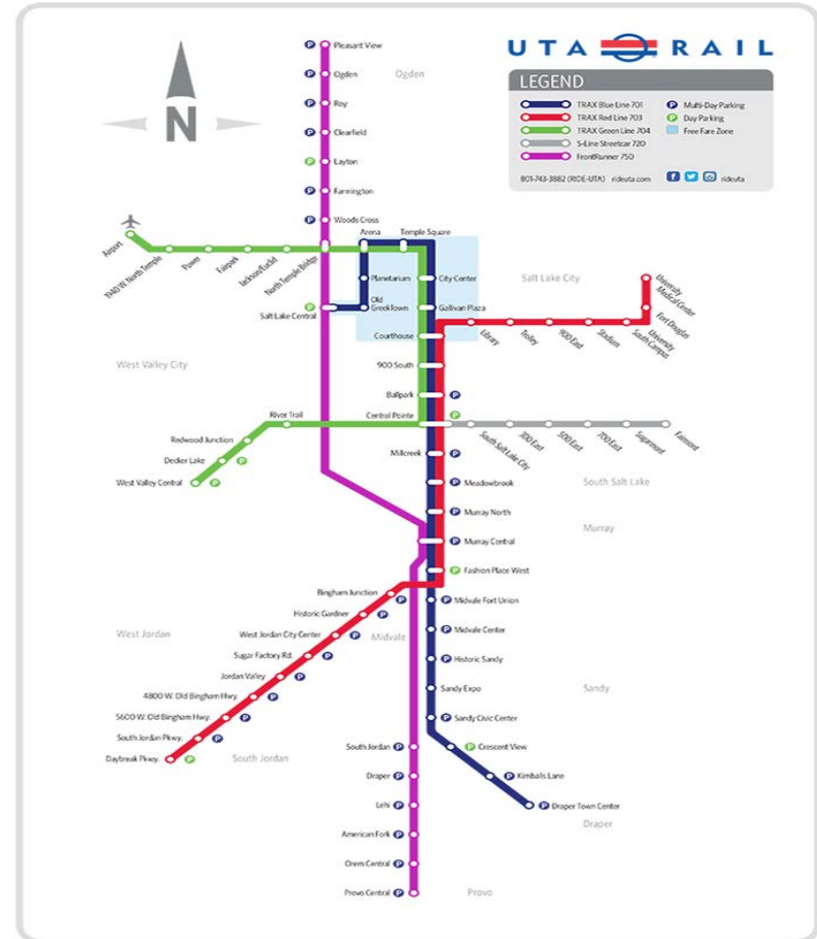 UTA RAIL
LEGEND
TRAX Blue Line 701
TRAX Red Line 703
TRAX Green Line 704
S-Line Streetcar 720
FrontRunner 750
Multi-Day Parking
Day Parking
Free Fare Zone
801-743-3882 (RIDE-UTA) rideuta.com
rideuta
N
Pleasant View
Ogden
Ogden
Roy
Clearfield
Layton
Farmington
Woods Cross
Arena
Temple Square
Airport
1940 W. North Temple
Power
Fairpark
Jackson/Euclid
North Temple Bridge
Planetarium
City Center
Salt Lake City
Old
GreekTown
Gallivan Plaza
Salt Lake Central
Courthouse
University
Medical Center
Fort Douglas
University
South Campus
Stadium
900 East
Trolley
Library
West Valley City
900 South
Ballpark
River Trail
Central Pointe
Redwood Junction
Decker Lake
West Valley Central
South Salt Lake City
300 East
500 East
700 East
Sugarmont
Fairmont
Millcreek
Meadowbrook
South Salt Lake
Murray North
Murray
Murray Central
Fashion Place West
Bingham Junction
Midvale Fort Union
Historic Gardner
West Jordan
West Jordan City Center
Midvale
Midvale Center
Sugar Factory Rd.
Historic Sandy
Jordan Valley
Sandy Expo
Sandy
4800 W. Old Bingham Hwy.
5600 W. Old Bingham Hwy.
Sandy Civic Center
South Jordan Pkwy.
Daybreak Pkwy.
South Jordan
South Jordan
Crescent View
Draper
Kimballs Lane
Lehi
Draper Town Center
Draper
American Fork
Orem Central
Provo Central
Provo